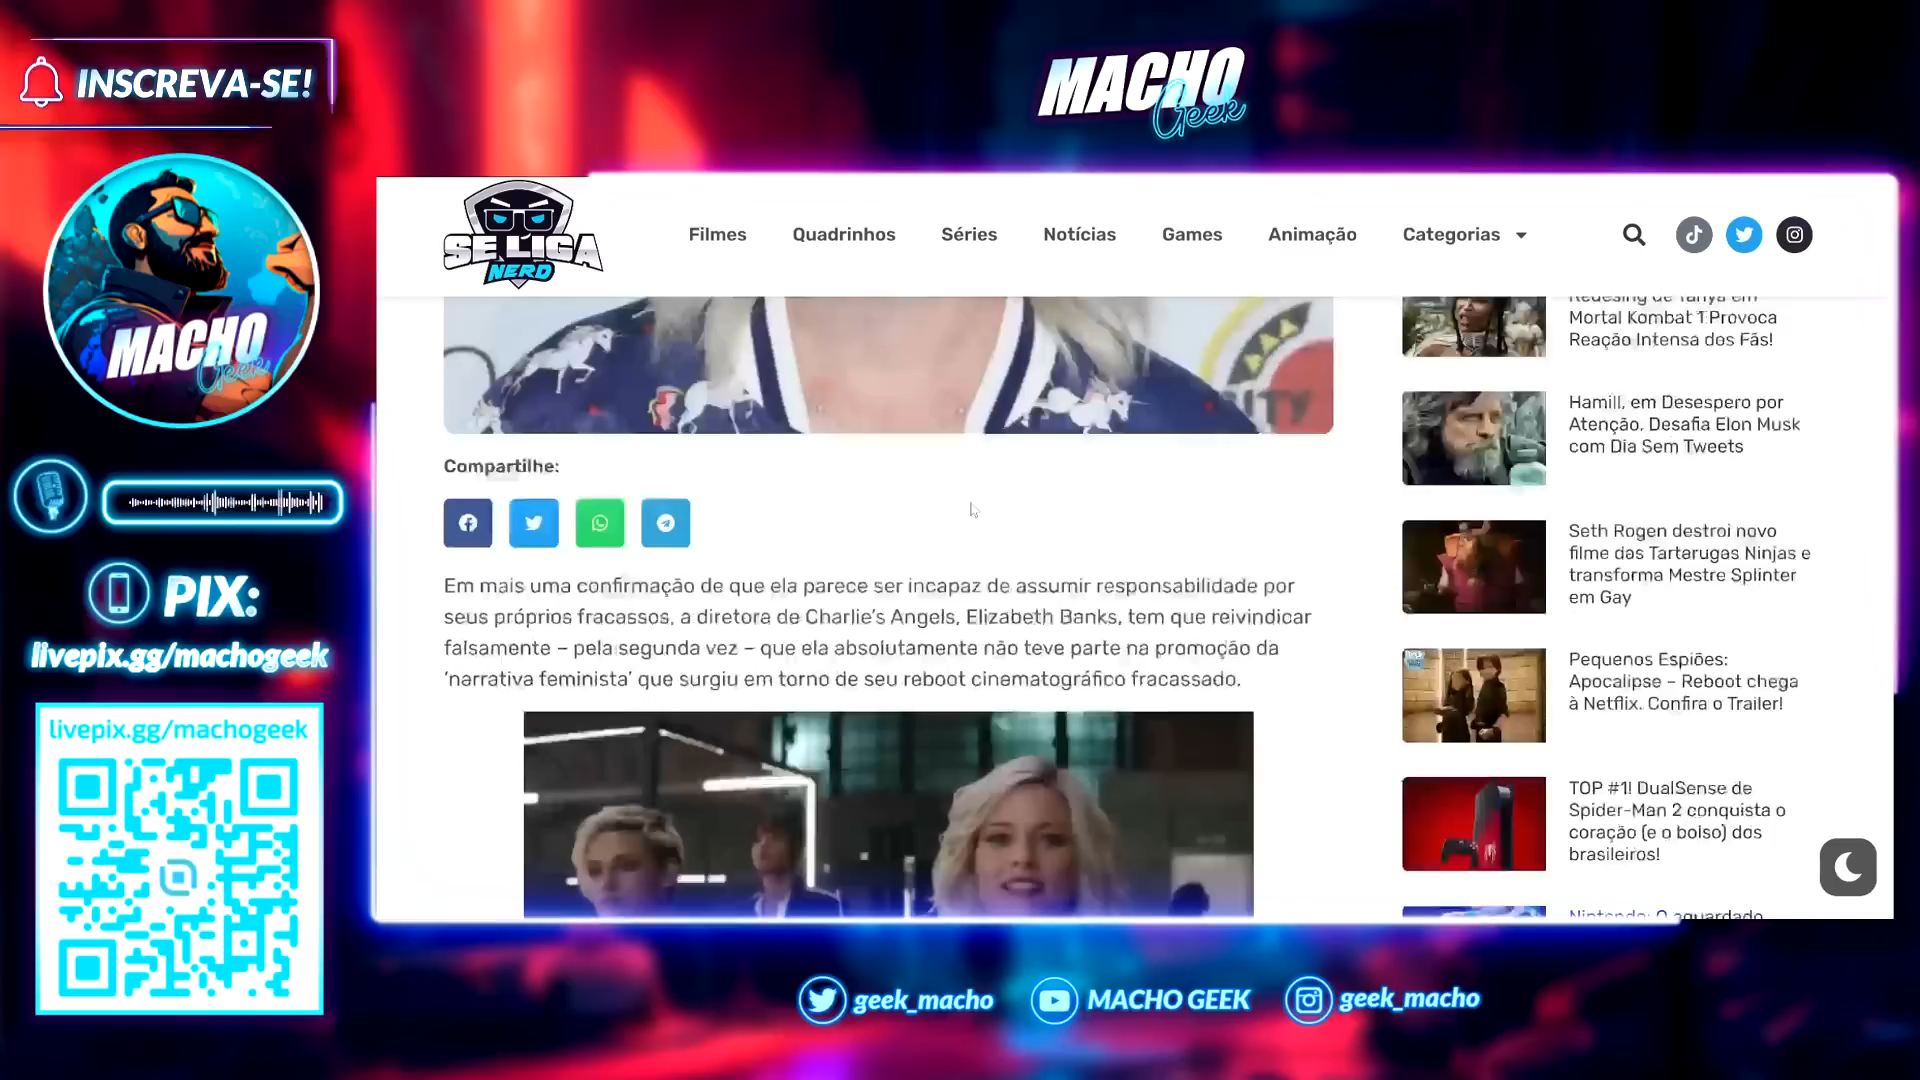 INSCREVA-SE!
MACHO
Geek
MACHO
Geek
PIX:
livepix.gg/machogeek
livepix.gg/machogeek
SE LIGA
NERD
Filmes
Quadrinhos
Séries
Notícias
Games
Animação
Categorias
Compartilhe:
Em mais uma confirmação de que ela parece ser incapaz de assumir responsabilidade por
seus próprios fracassos, a diretora de Charlie's Angels, Elizabeth Banks, tem que reivindicar
falsamente – pela segunda vez – que ela absolutamente não teve parte na promoção da
'narrativa feminista' que surgiu em torno de seu reboot cinematográfico fracassado.
Redesing de Tanya em
Mortal Kombat 1 Provoca
Reação Intensa dos Fãs!
Hamill, em Desespero por
Atenção, Desafia Elon Musk
com Dia Sem Tweets
Seth Rogen destroi novo
filme das Tartarugas Ninjas e
transforma Mestre Splinter
em Gay
Pequenos Espiões:
Apocalipse – Reboot chega
à Netflix. Confira o Trailer!
TOP #1! DualSense de
Spider-Man 2 conquista o
coração (e o bolso) dos
brasileiros!
Nintendo: O aguardado
geek_macho
MACHO GEEK
geek_macho